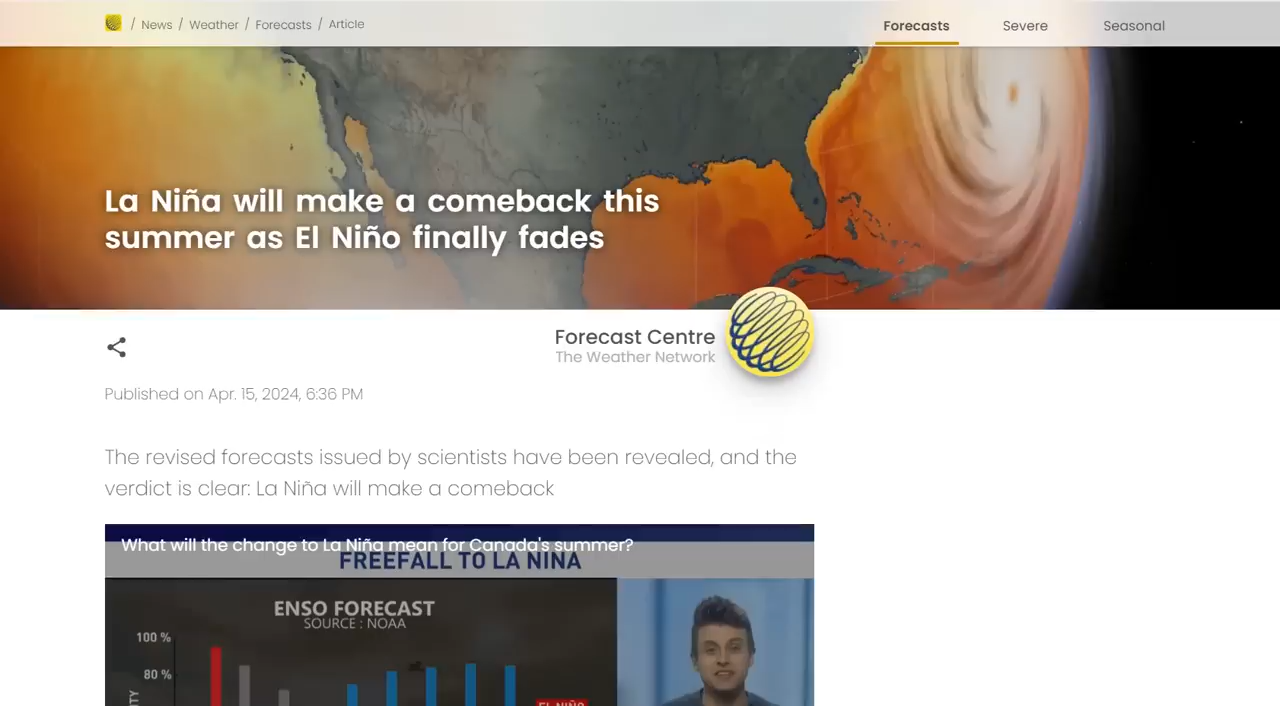 / News / Weather / Forecasts / Article
Forecasts Severe Seasonal
La Niña will make a comeback this
summer as El Niño finally fades
Forecast Centre
The Weather Network
Published on Apr. 15, 2024, 6:36 PM
The revised forecasts issued by scientists have been revealed, and the
verdict is clear: La Niña will make a comeback
What will the change to La Niña mean for Canada's summer?
FREEFALL TO LA NINA
ENSO FORECAST
SOURCE : NOAA
100 %
80 %
EL NIÑO